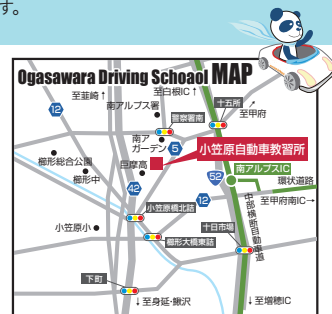 す。
Ogasawara Driving Schoaol MAP
至韮崎↑
至白根IC↑
十五所
↗至甲府
南アルプス署
12
警察署南
南ア
ガーデン
5
小笠原自動車教習所
櫛形総合公園
巨摩高
南アルプスIC
櫛形中
52
環状道路
42
12
至甲府南IC→
小笠原橋北詰
中部横断自動車道
小笠原小
十日市場
櫛形大橋東詰
下町
↓至身延・鰍沢
↓至増穂IC